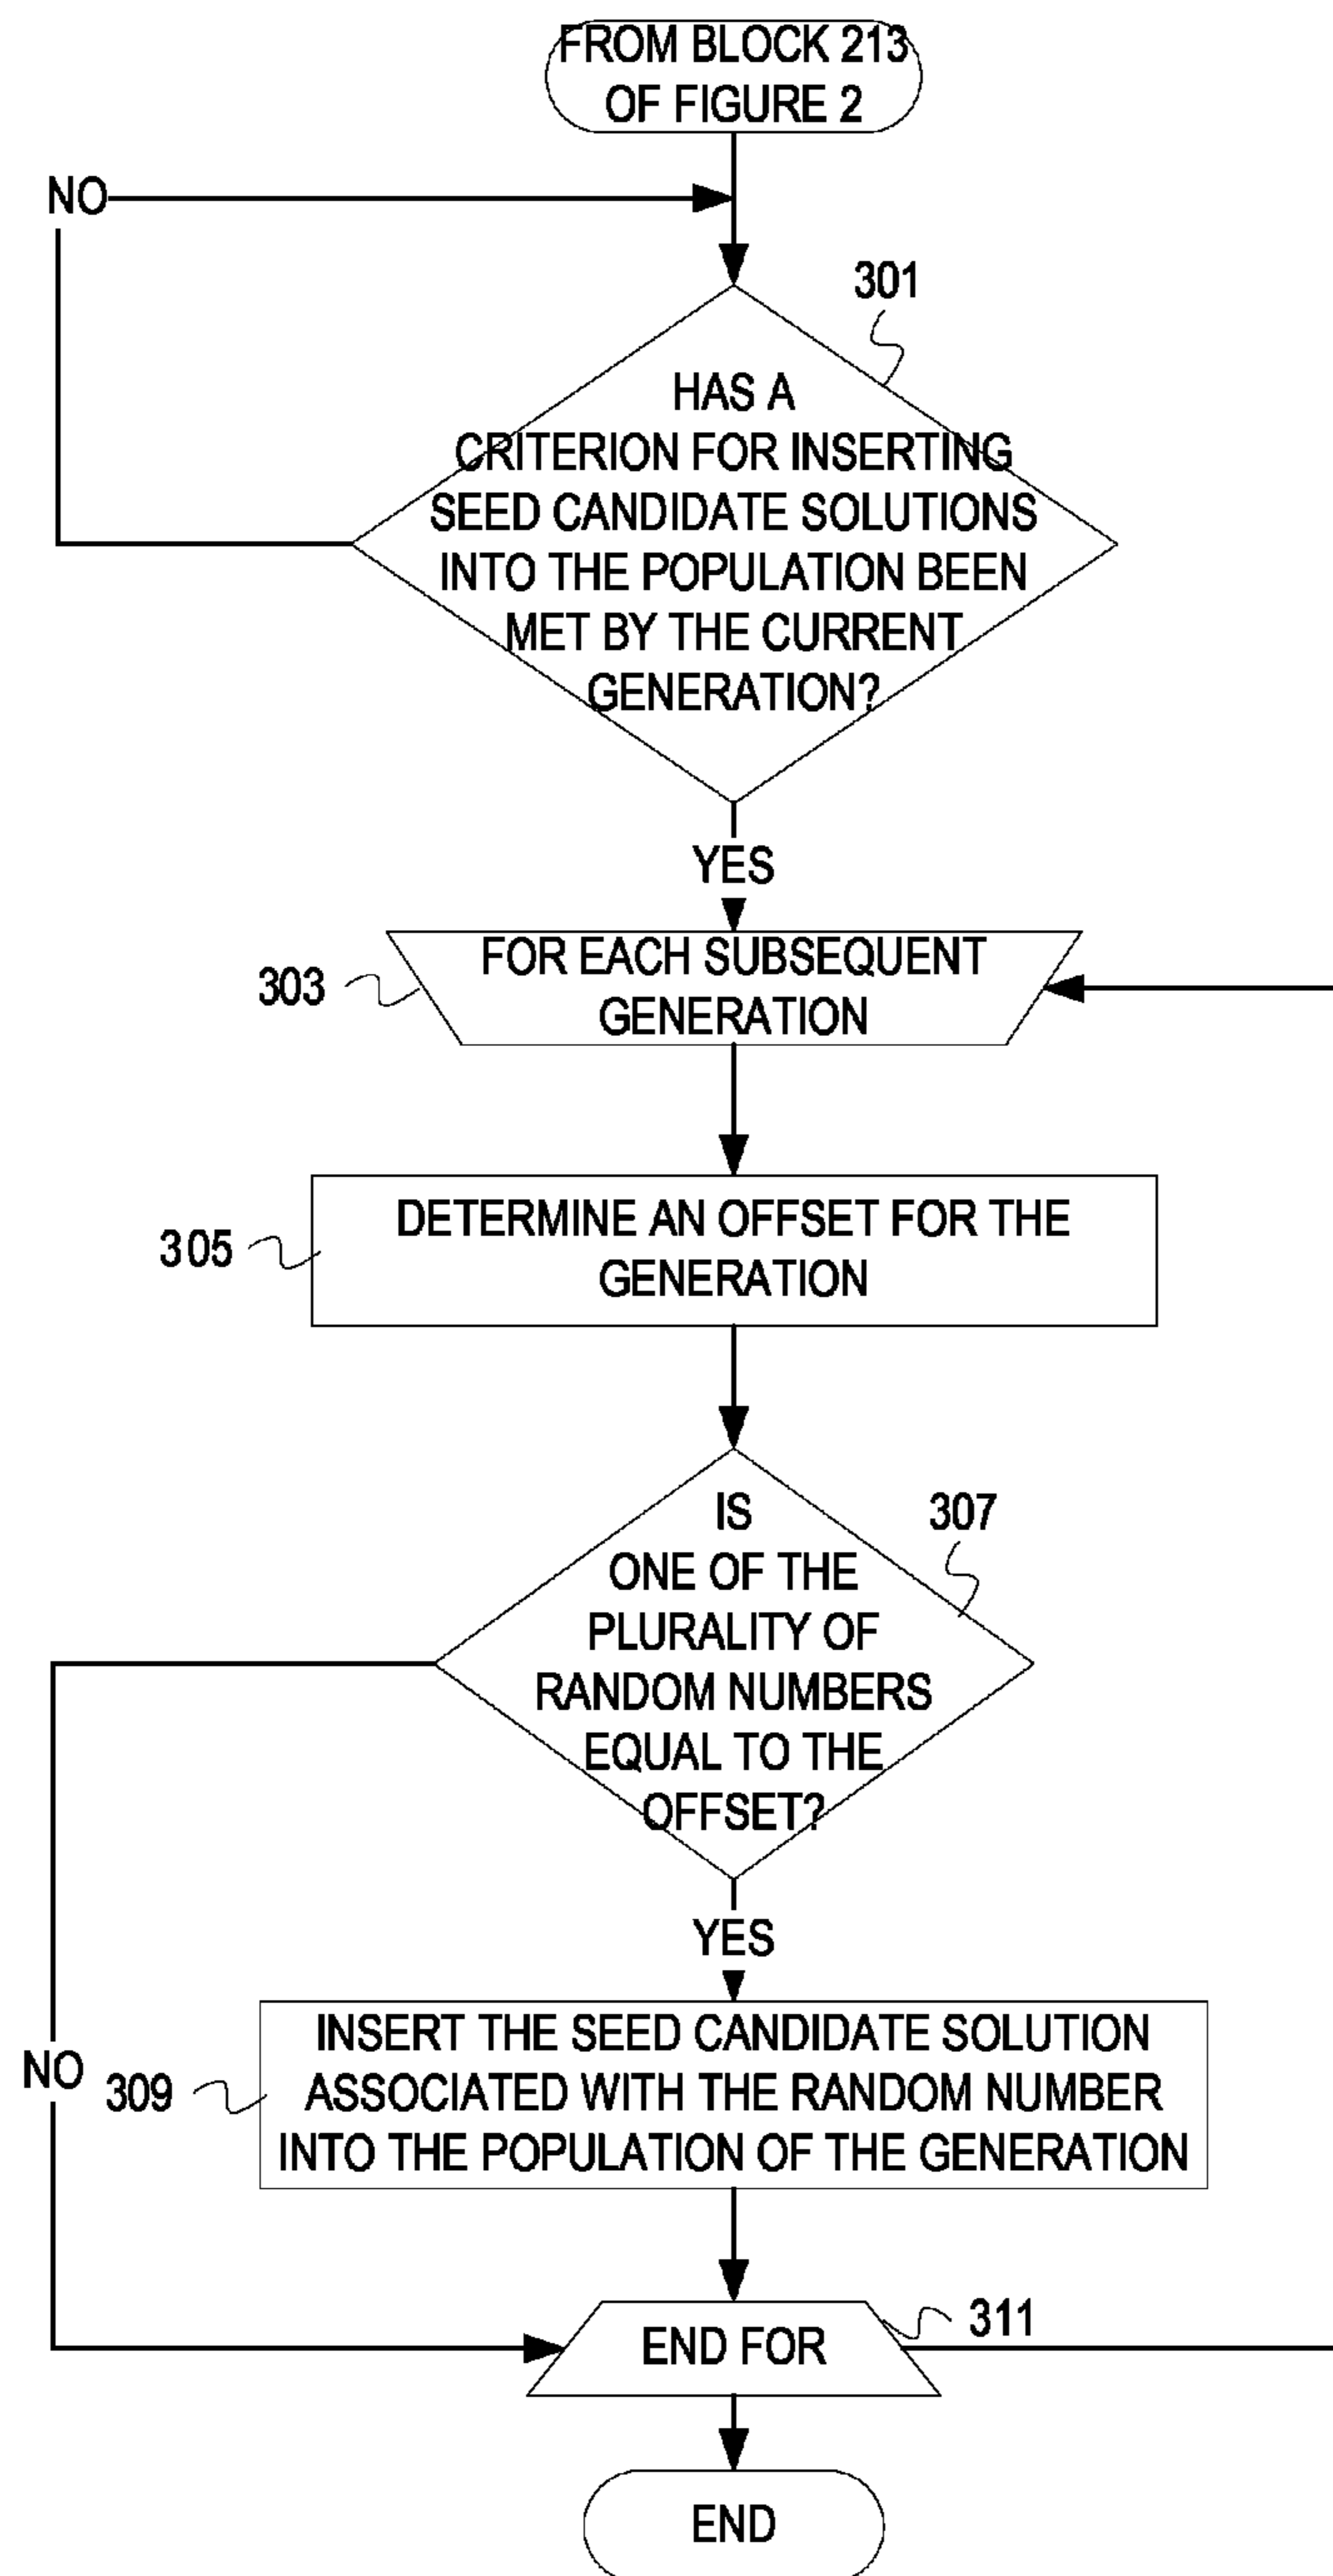 FROM BLOCK 213
OF FIGURE 2
NO
301
HAS A
CRITERION FOR INSERTING
SEED CANDIDATE SOLUTIONS
INTO THE POPULATION BEEN
MET BY THE CURRENT
GENERATION?
YES
303
FOR EACH SUBSEQUENT
GENERATION
305
DETERMINE AN OFFSET FOR THE
GENERATION
307
IS
ONE OF THE
PLURALITY OF
RANDOM NUMBERS
EQUAL TO THE
OFFSET?
YES
NO
309
INSERT THE SEED CANDIDATE SOLUTION
ASSOCIATED WITH THE RANDOM NUMBER
INTO THE POPULATION OF THE GENERATION
311
END FOR
END